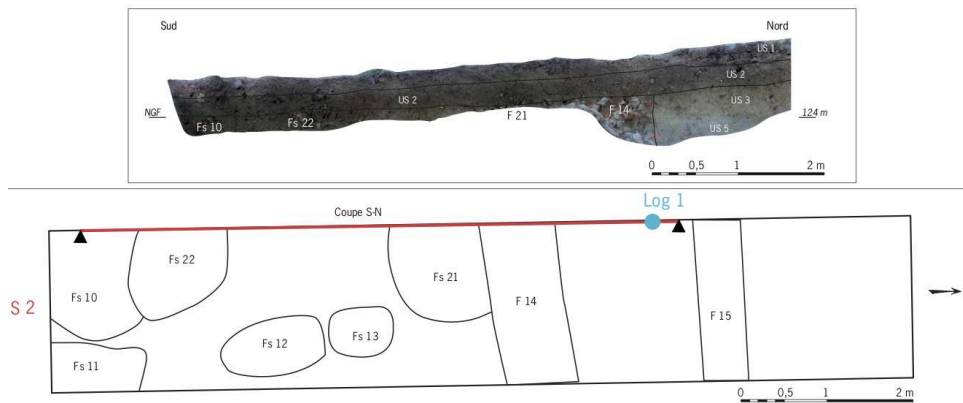 Sud
Nord
US 1
US 2
US 2
US 3
NGF
Fs 10
Fs 22
F 21
F 14
124 m
US 5
0 0,5 1 2 m
Log 1
Coupe S-N
Fs 22
Fs 21
Fs 10
F 14
S 2
Fs 13
F 15
Fs 12
Fs 11
0 0,5 1 2 m